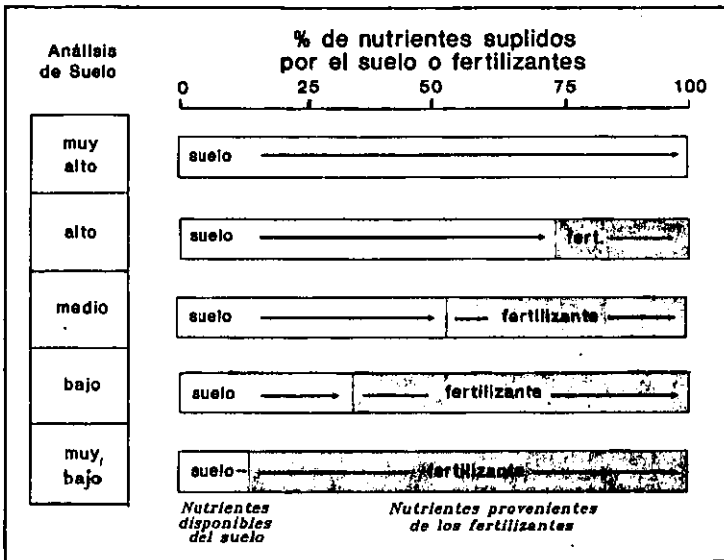 Análisis
de Suelo
% de nutrientes suplidos
por el suelo o fertilizantes
0 25 50 75 100
muy
alto
suelo
alto
suelo fert.
medio
suelo fertilizante
bajo
suelo fertilizante
muy
bajo
suelo fertilizante
Nutrientes
disponibles
del suelo
Nutrientes provenientes
de los fertilizantes